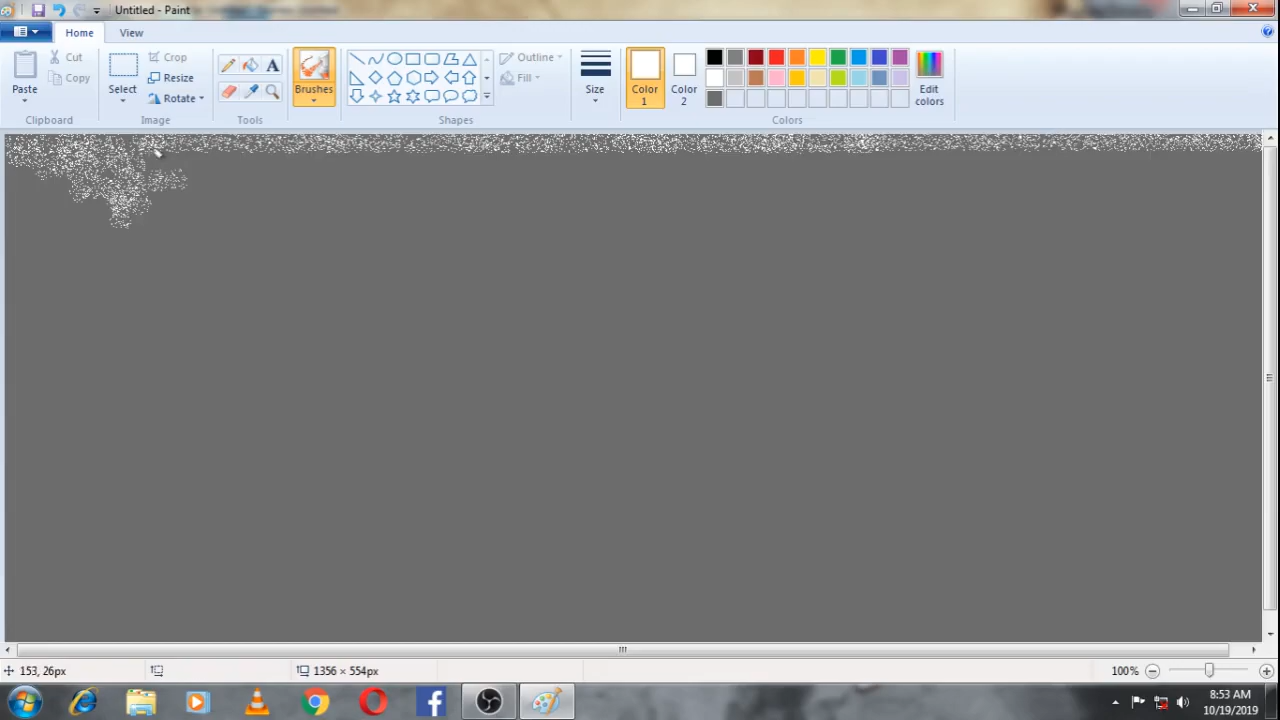 Untitled - Paint
Home View
Paste
Cut
Copy
Clipboard
Select
Crop
Resize
Rotate
Image
A
Tools
Brushes
Outline
Fill
Shapes
Size
Color 1
Color 2
Edit colors
Colors
153, 26px
1356 × 554px
100%
8:53 AM
10/19/2019